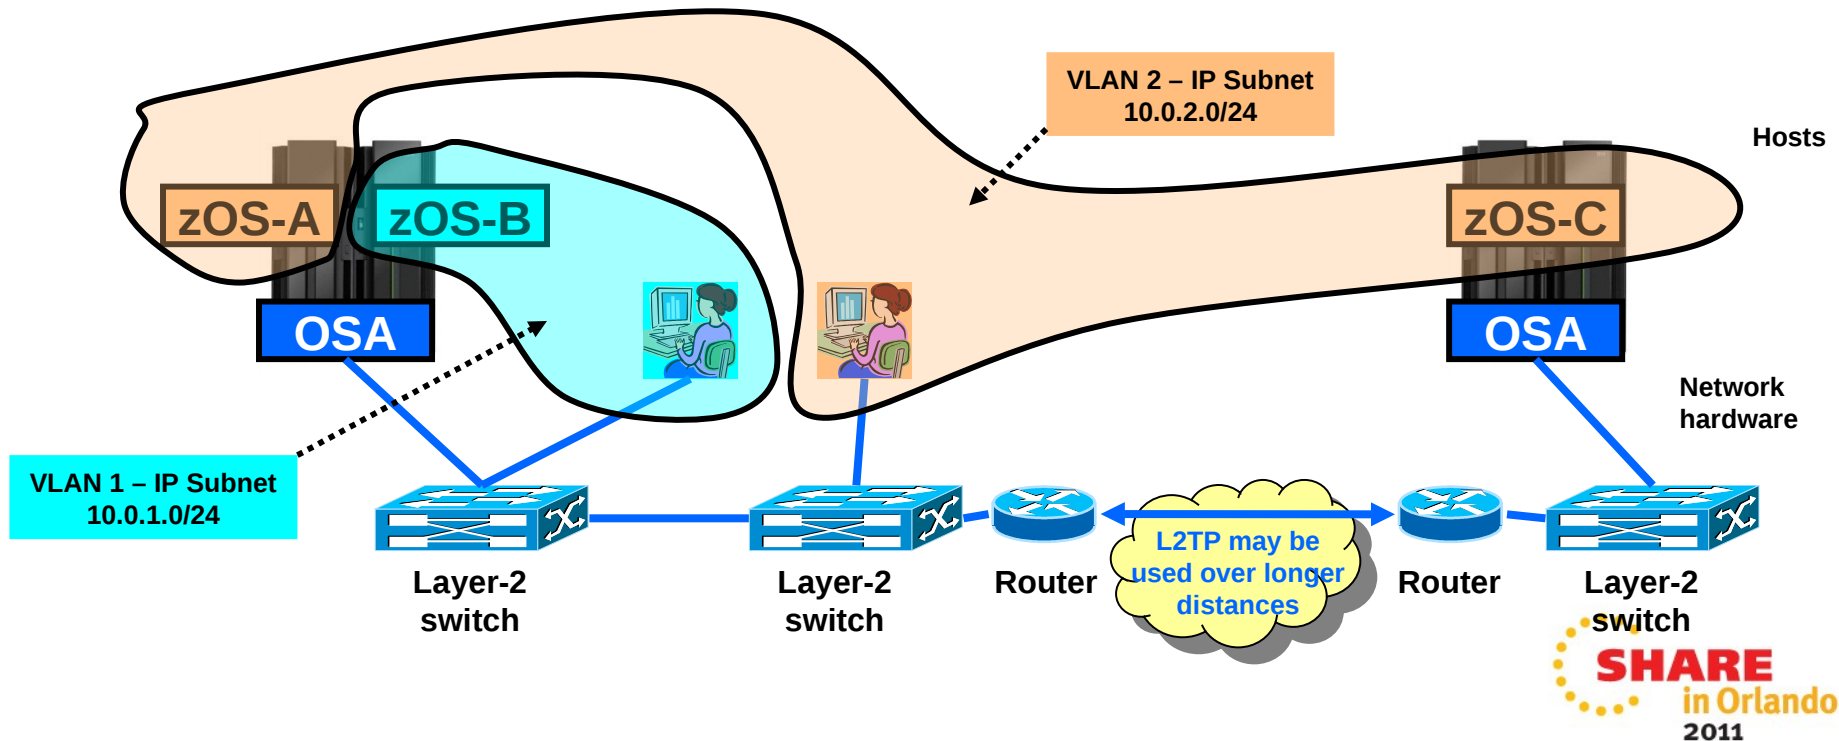 VLAN 2 – IP Subnet
10.0.2.0/24
Hosts
zOS-A
zOS-B
zOS-C
OSA
OSA
Network
hardware
VLAN 1 – IP Subnet
10.0.1.0/24
L2TP may be
used over longer
distances
Layer-2
switch
Layer-2
switch
Router
Router
Layer-2
switch
SHARE
in Orlando
2011